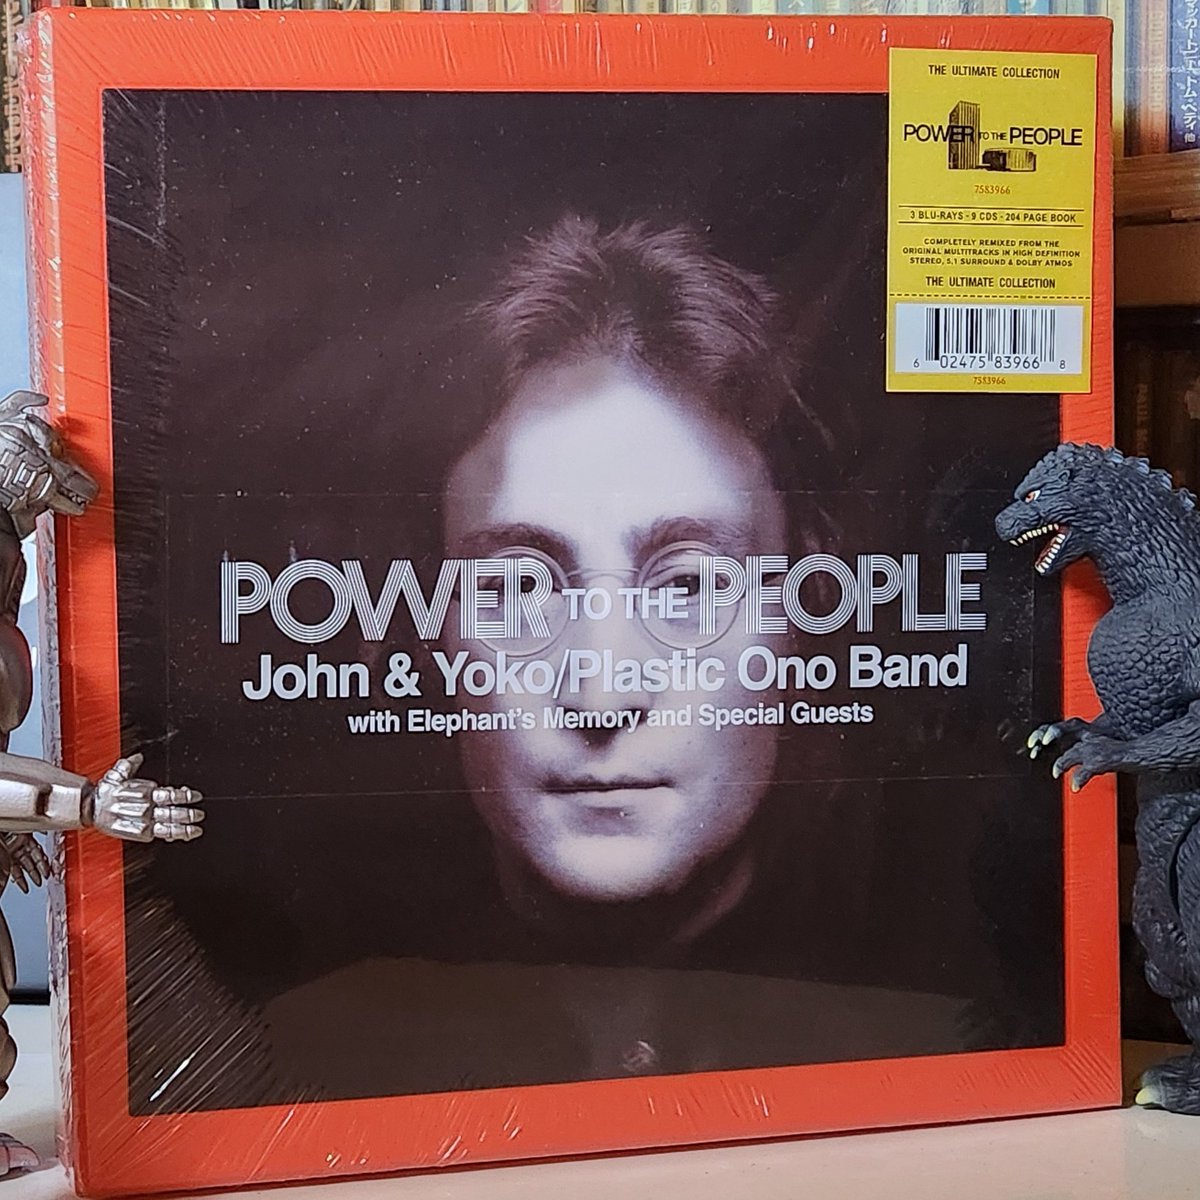 THE ULTIMATE COLLECTION
POWER TO THE PEOPLE
7583966
3 BLU-RAYS - 9 CDS - 204 PAGE BOOK
COMPLETELY REMIXED FROM THE
ORIGINAL MULTITRACKS IN HIGH DEFINITION
STEREO, 5.1 SURROUND & DOLBY ATMOS
THE ULTIMATE COLLECTION
6 02475 83966 8
7583966
POWER TO THE PEOPLE
John & Yoko/Plastic Ono Band
with Elephant's Memory and Special Guests